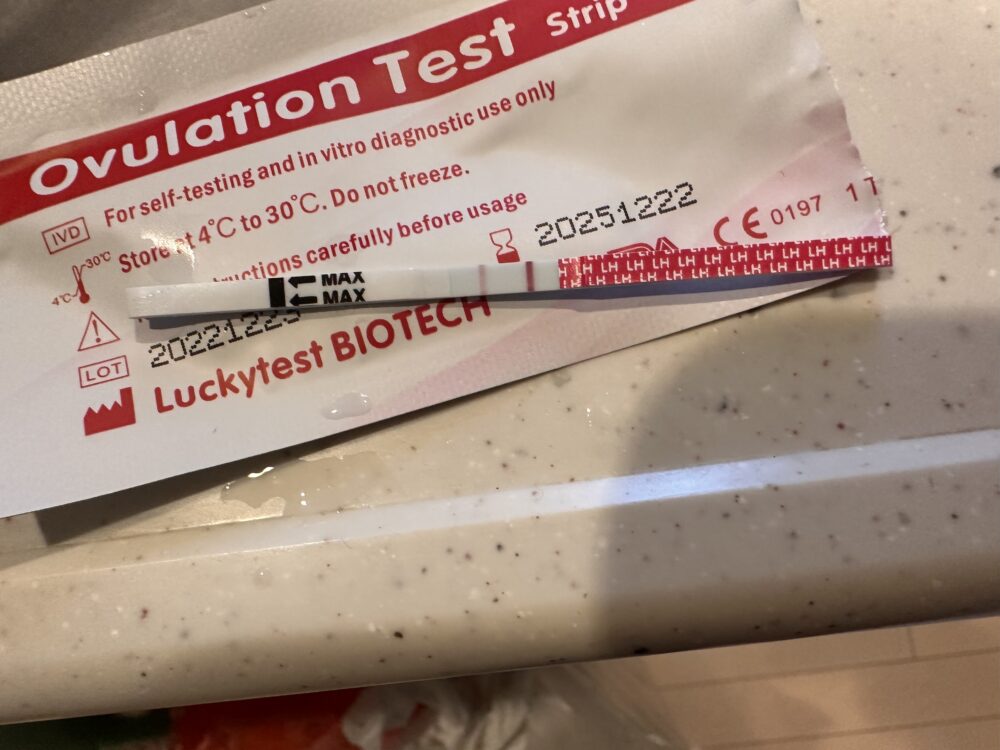 Ovulation Test Strip
For self-testing and in vitro diagnostic use only
IVD
30℃
4℃
Store at 4℃ to 30℃. Do not freeze.
carefully before usage
20251222
CE 0197
MAX
MAX
LH LH LH LH LH LH LH LH
LH LH LH LH LH LH LH LH
LOT
Luckytest BIOTECH